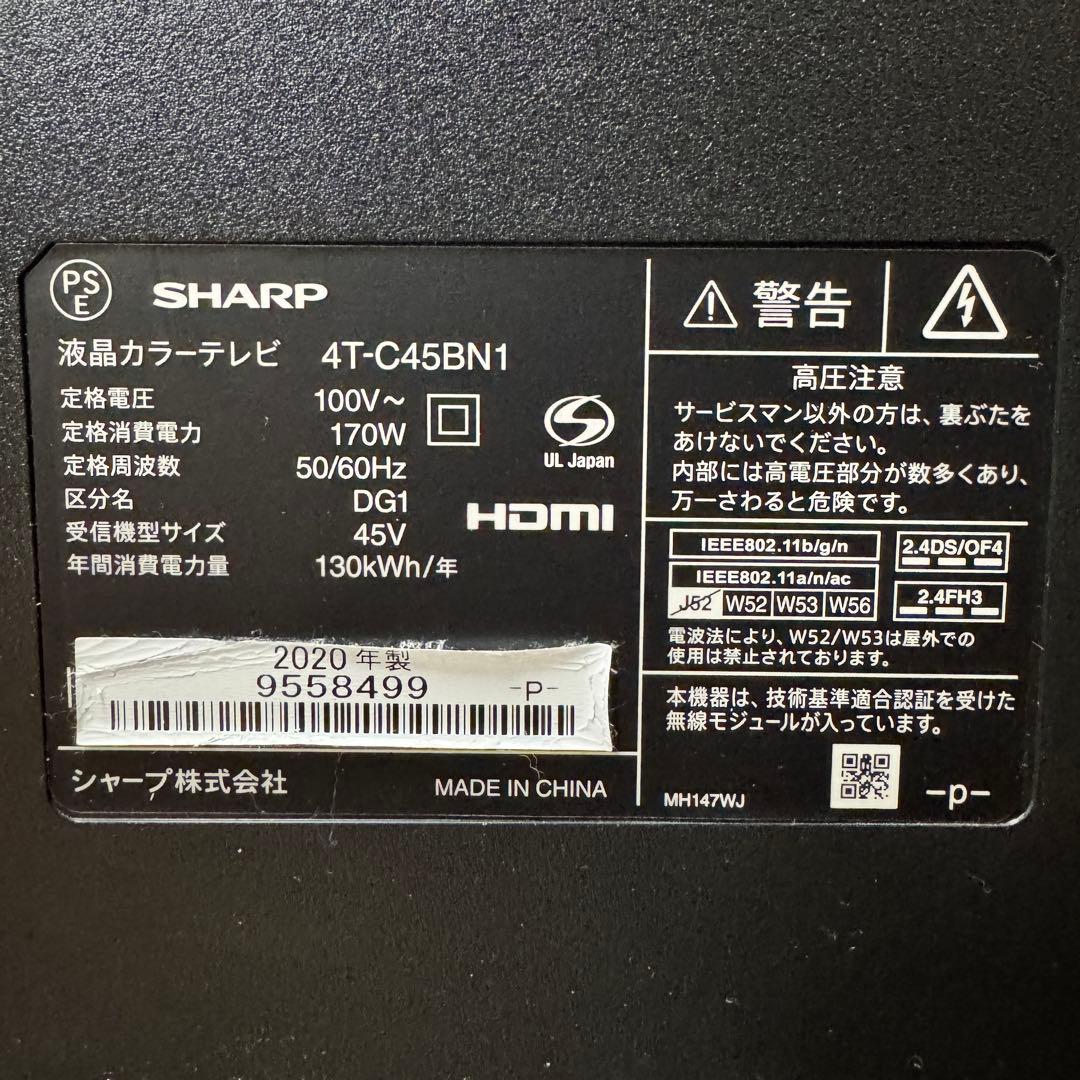 PS
E
SHARP
液晶カラーテレビ 4T-C45BN1
定格電圧 100V～
定格消費電力 170W
定格周波数 50/60Hz
区分名 DG1
受信機型サイズ 45V
年間消費電力量 130kWh/年
UL Japan
HDMI
2020年製
9558499 -P-
シャープ株式会社 MADE IN CHINA
警告
高圧注意
サービスマン以外の方は、裏ぶたを
あけないでください。
内部には高電圧部分が数多くあり、
万一さわると危険です。
IEEE802.11b/g/n
IEEE802.11a/n/ac
J52 W52 W53 W56
2.4DS/OF4
2.4FH3
電波法により、W52/W53は屋外での
使用は禁止されております。
本機器は、技術基準適合認証を受けた
無線モジュールが入っています。
MH147WJ -p-